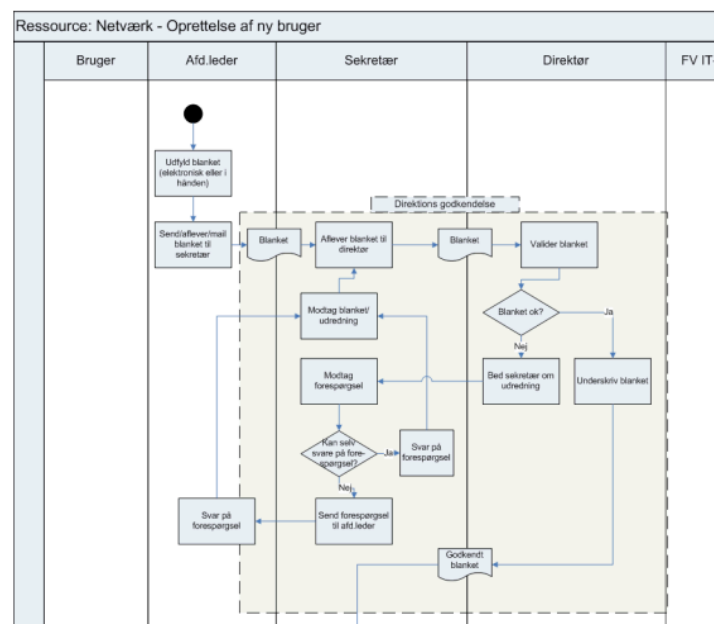 Ressource: Netværk - Oprettelse af ny bruger
Bruger
Afd.leder
Sekretær
Direktør
FV IT-
Udfyld blanket
(elektronisk eller i
hånden)
Direktions godkendelse
Send/aflever/mail
blanket til
sekretær
Blanket
Aflever blanket til
direktør
Blanket
Valider blanket
Modtag blanket/
udredning
Blanket ok?
Ja
Nej
Modtag
forespørgsel
Bed sekretær om
udredning
Underskriv blanket
Kan selv
svare på fore-
spørgsel?
Ja
Svar på
forespørgsel
Nej
Svar på
forespørgsel
Send forespørgsel
til afd.leder
Godkendt
blanket